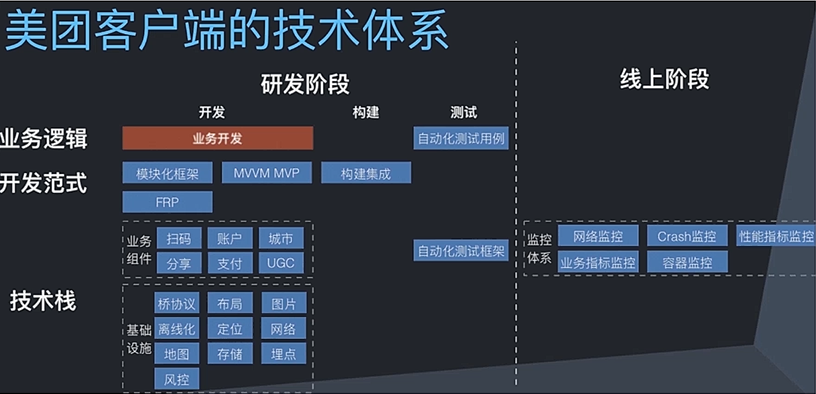 美团客户端的技术体系
研发阶段
线上阶段
开发 构建 测试
业务逻辑 业务开发 自动化测试用例
开发范式 模块化框架 MVVM MVP 构建集成
FRP
业务组件 扫码 账户 城市
分享 支付 UGC
自动化测试框架
监控体系 网络监控 Crash监控 性能指标监控
业务指标监控 容器监控
技术栈
基础设施 桥协议 布局 图片
离线化 定位 网络
地图 存储 埋点
风控